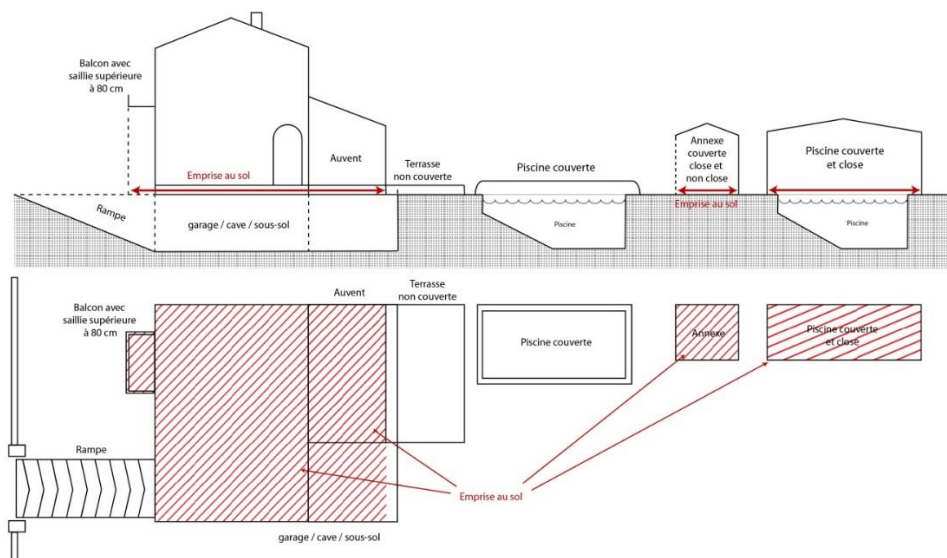 Balcon avec
saillie supérieure
à 80 cm
Emprise au sol
Auvent
Terrasse
non couverte
Piscine couverte
Annexe
couverte
close et
non close
Piscine couverte
et close
Rampe
garage / cave / sous-sol
Piscine
Emprise au sol
Piscine
Balcon avec
saillie supérieure
à 80 cm
Auvent
Terrasse
non couverte
Piscine couverte
Annexe
Piscine couverte
et close
Rampe
Emprise au sol
garage / cave / sous-sol